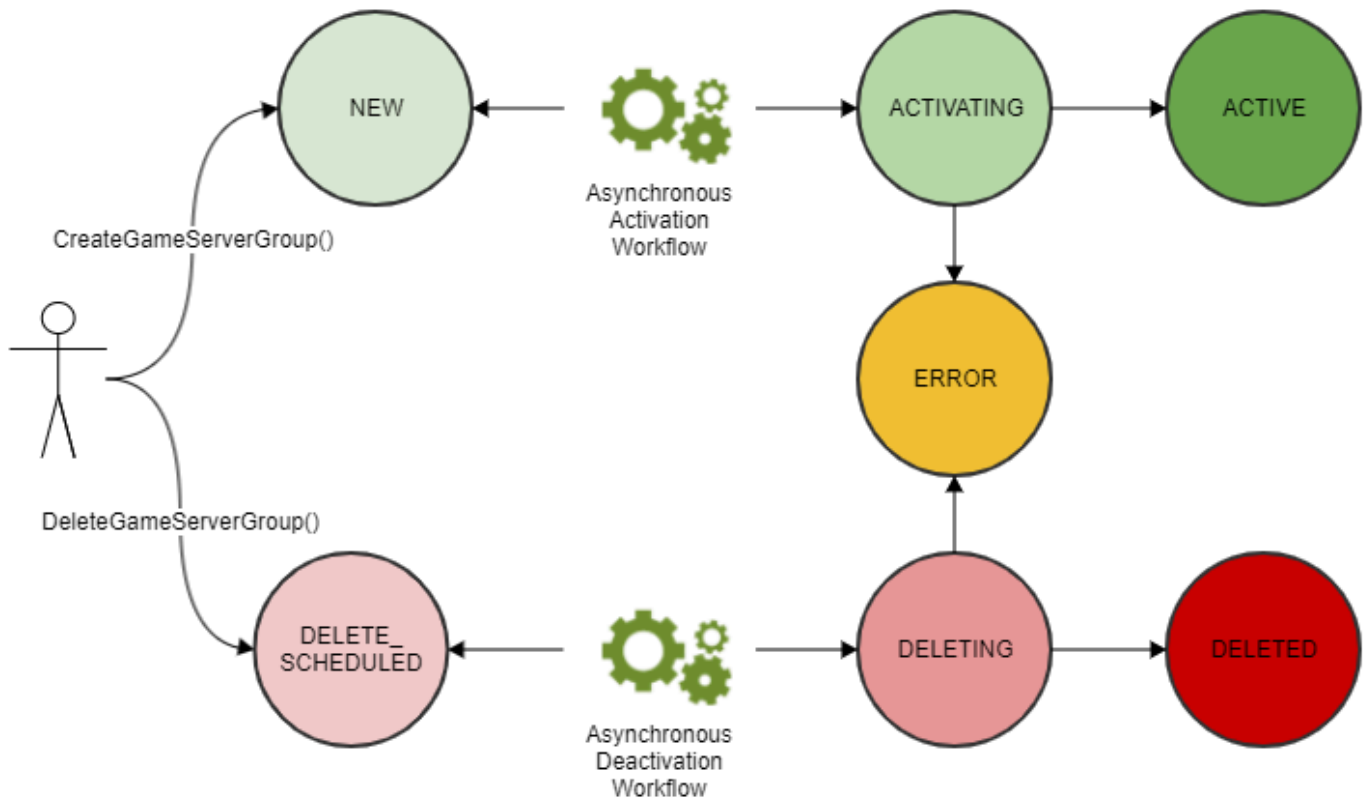 NEW
ACTIVATING
ACTIVE
Asynchronous
Activation
Workflow
CreateGameServerGroup()
ERROR
DeleteGameServerGroup()
DELETE_
SCHEDULED
DELETING
DELETED
Asynchronous
Deactivation
Workflow